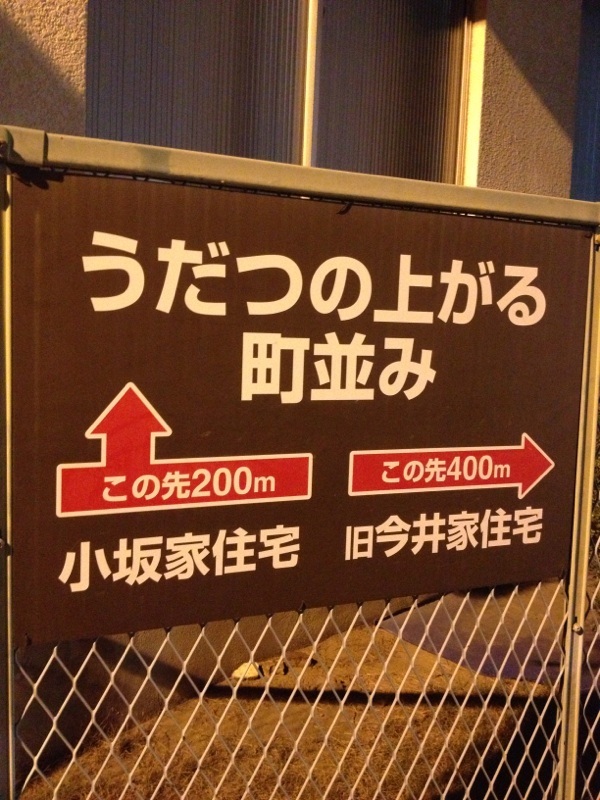 うだつの上がる
町並み
この先200m
小坂家住宅
この先400m
旧今井家住宅